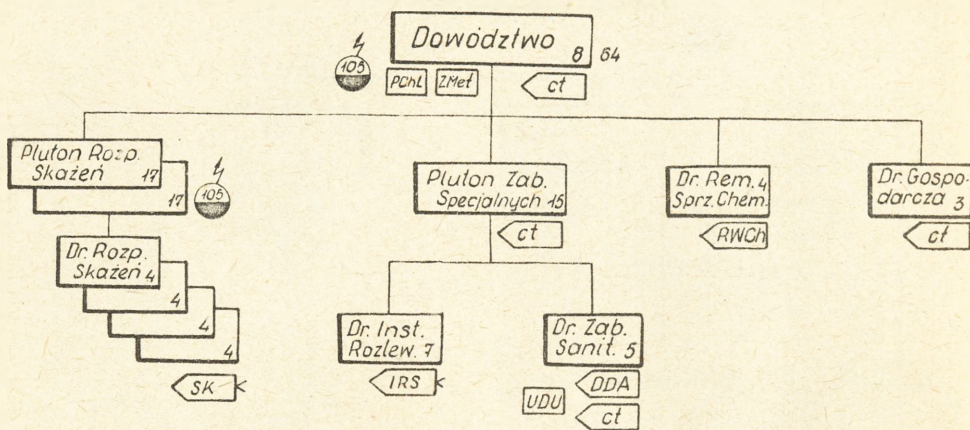 Dowództwo
8 64
105
PChL ZMet ct
Pluton Rozp.
Skażeń 17
17
105
Dr. Rozp.
Skażeń 4
4
4
4
SK
Pluton Zab.
Specjalnych 15
ct
Dr. Inst.
Rozlew. 7
IRS
Dr. Zab.
Sanit. 5
DDA
UDU
ct
Dr. Rem. 4
Sprz. Chem.
RWCh
Dr. Gospo-
darcza 3
ct